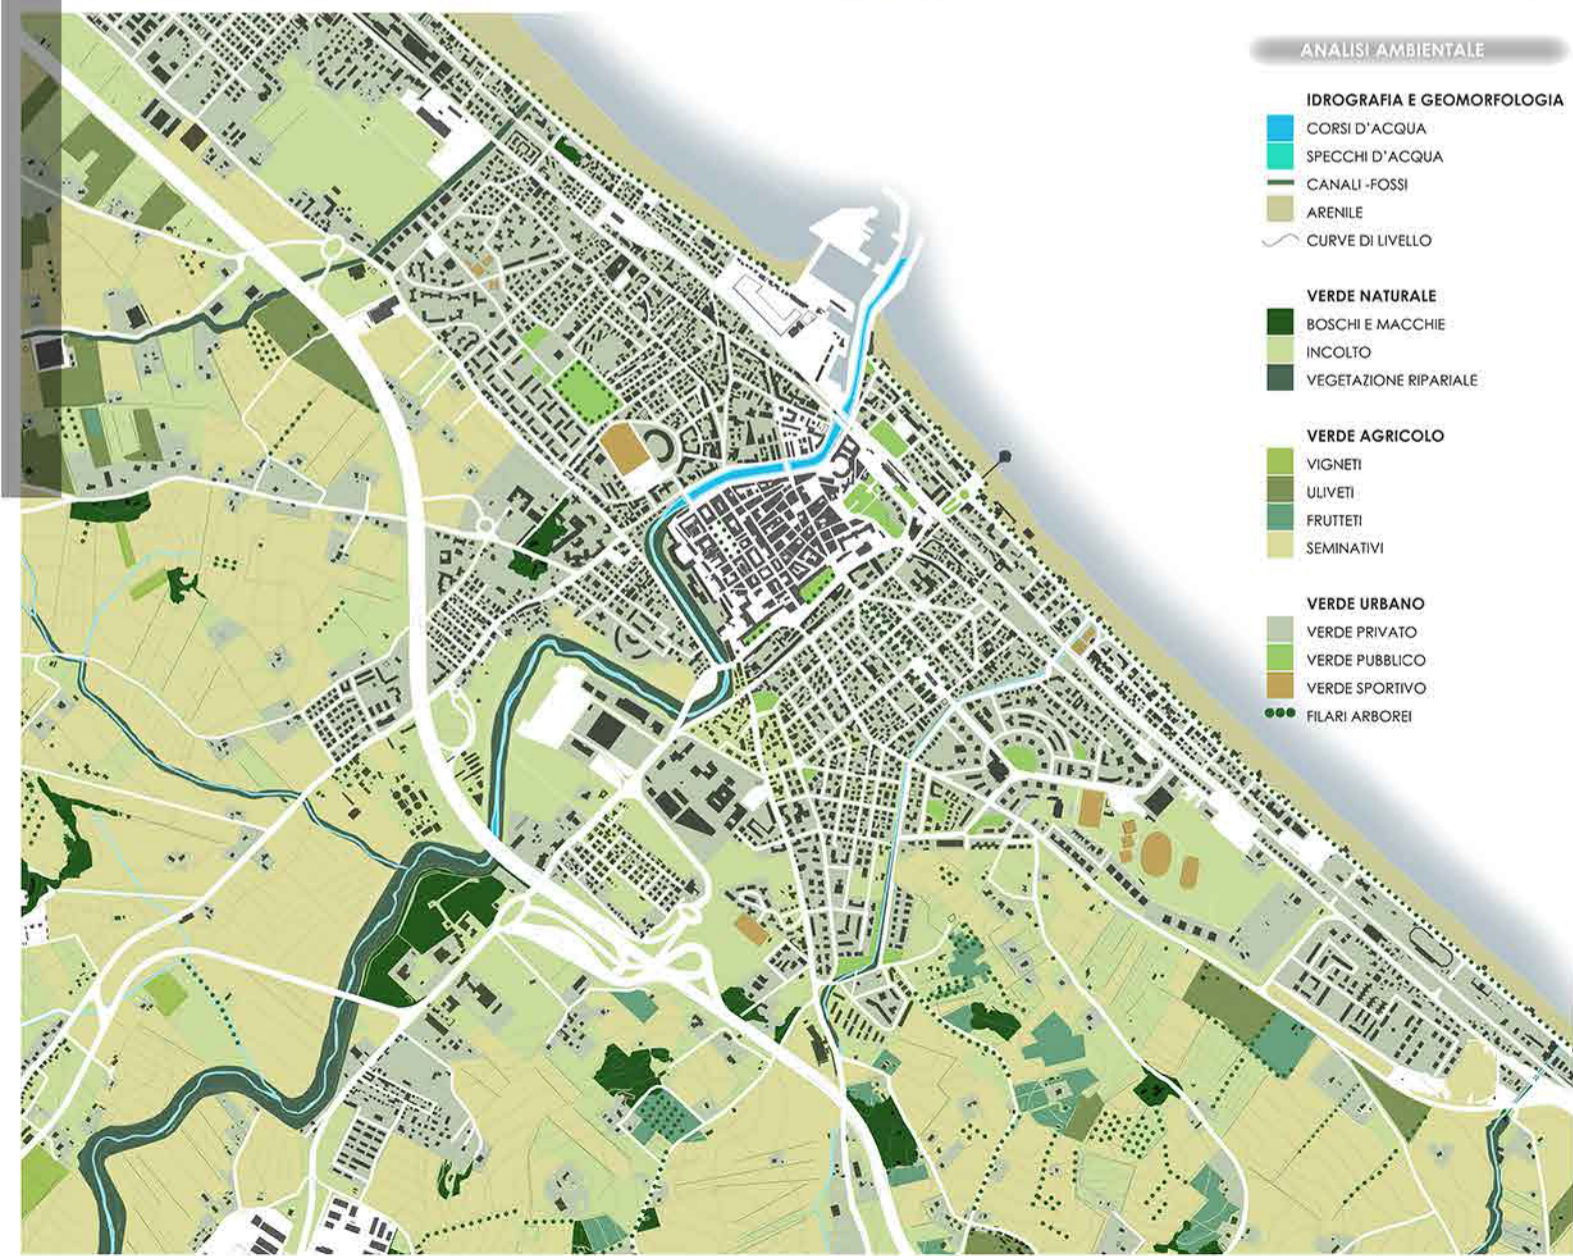 ANALISI AMBIENTALE
IDROGRAFIA E GEOMORFOLOGIA
CORSI D'ACQUA
SPECCHI D'ACQUA
CANALI -FOSSI
ARENILE
CURVE DI LIVELLO
VERDE NATURALE
BOSCHI E MACCHIE
INCOLTO
VEGETAZIONE RIPARIALE
VERDE AGRICOLO
VIGNETI
ULIVETI
FRUTTETI
SEMINATIVI
VERDE URBANO
VERDE PRIVATO
VERDE PUBBLICO
VERDE SPORTIVO
FILARI ARBOREI